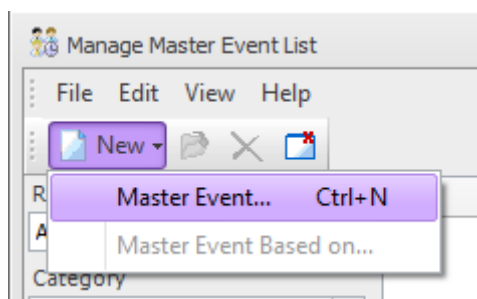 Manage Master Event List
File Edit View Help
New
R
Master Event... Ctrl+N
A
Master Event Based on...
Category